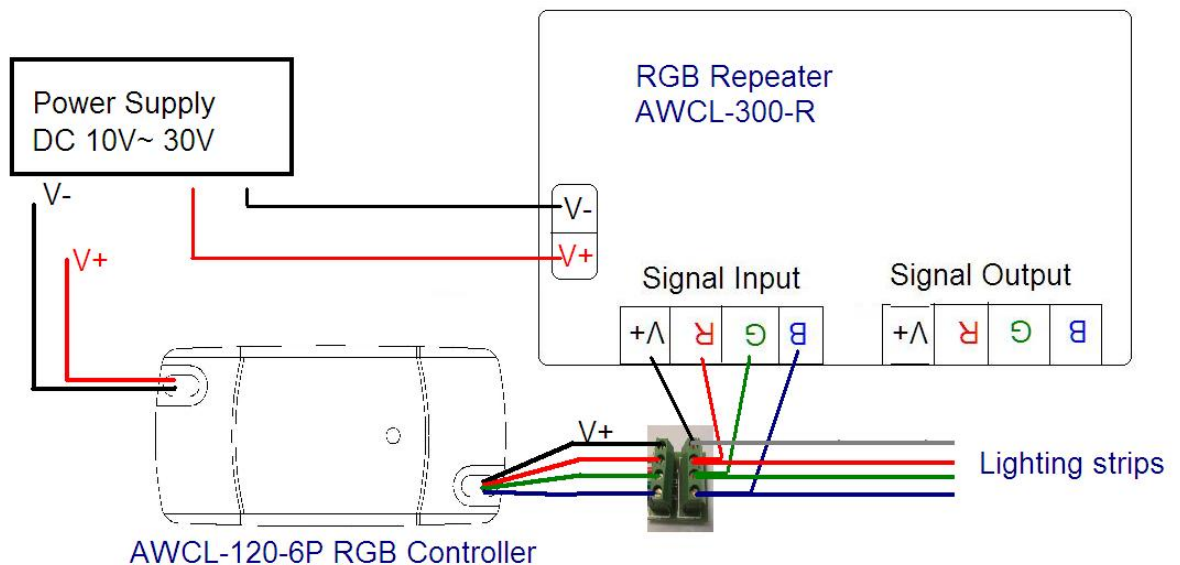 RGB Repeater
AWCL-300-R
Power Supply
DC 10V~ 30V
V-
V+
V-
V+
Signal Input
V+ R G B
Signal Output
V+ R G B
V+
Lighting strips
AWCL-120-6P RGB Controller